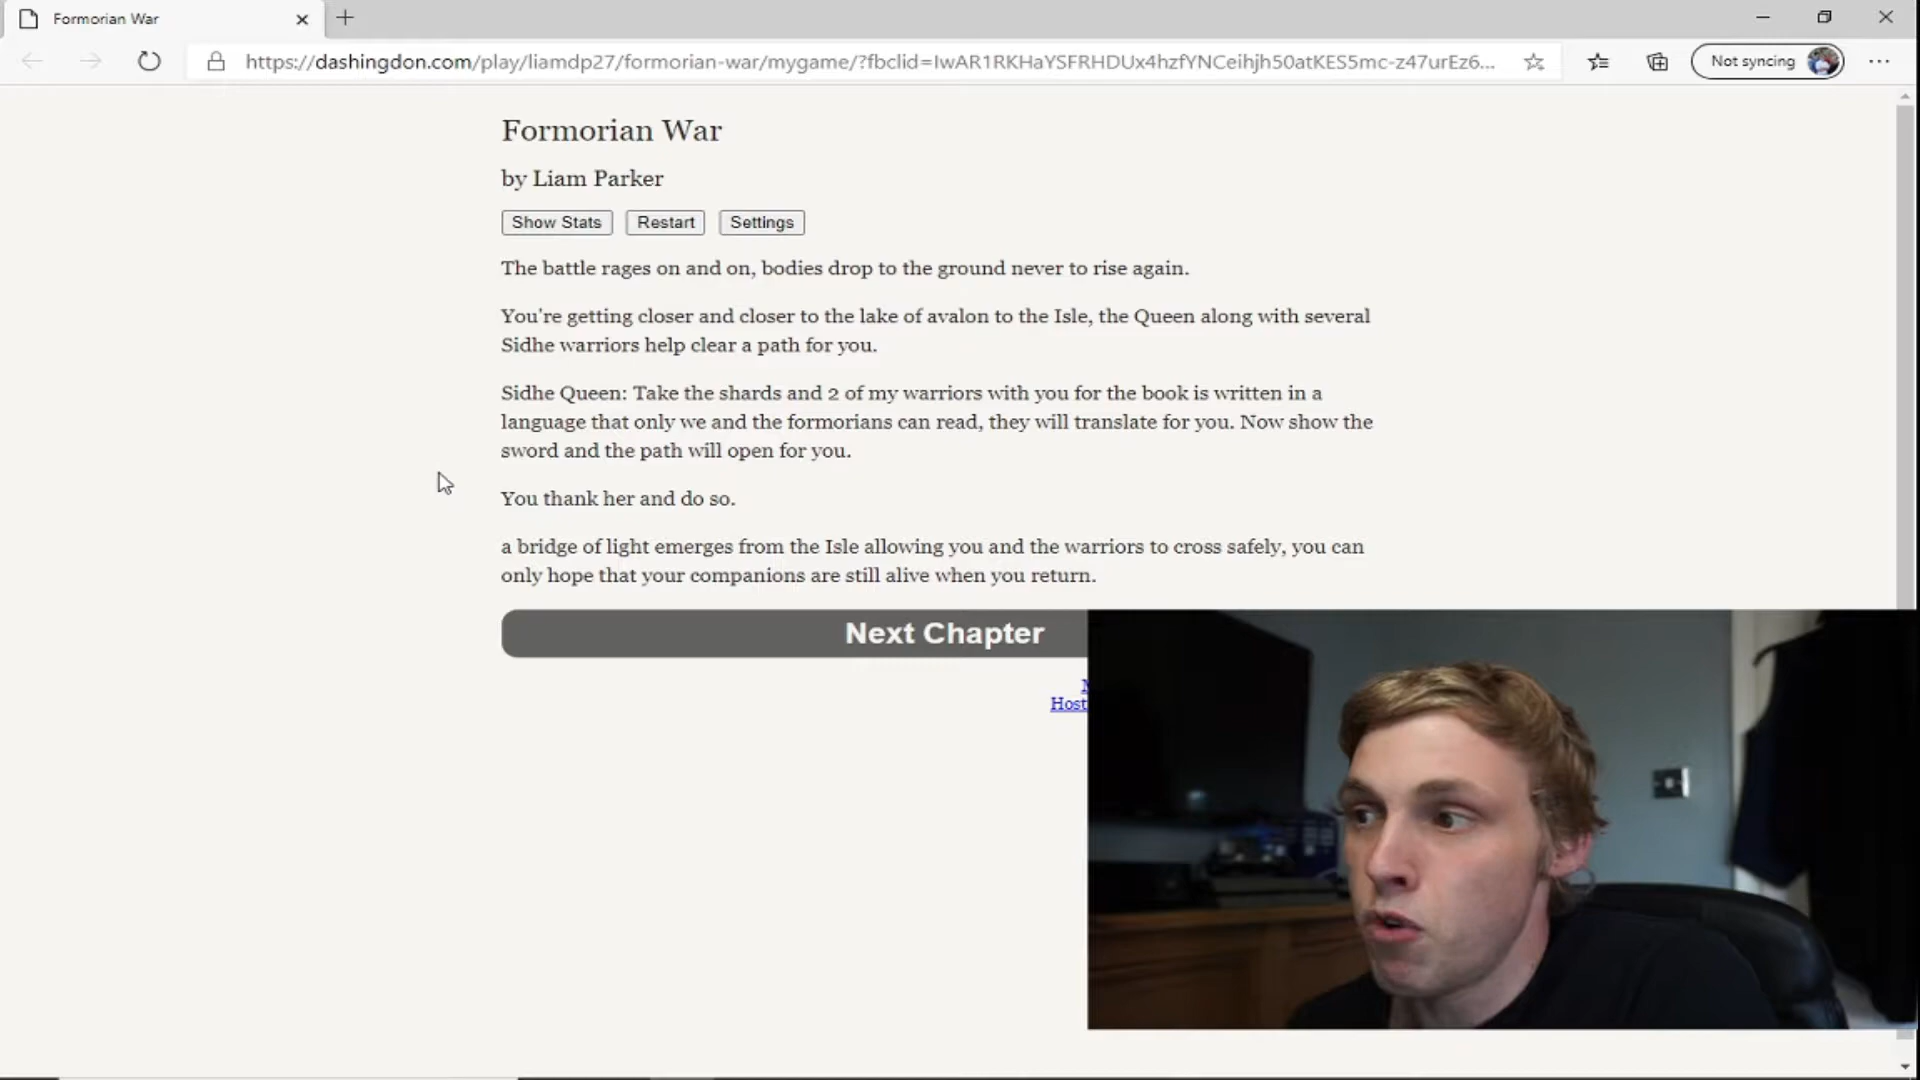 Formorian War
Not syncing
https://dashingdon.com/play/liamdp27/formorian-war/mygame/?fbclid=IwAR1RKHaYSFRHDUx4hzfYNCeihjh50atKES5mc-z47urEz6...
Formorian War
by Liam Parker
Show Stats Restart Settings
The battle rages on and on, bodies drop to the ground never to rise again.
You're getting closer and closer to the lake of avalon to the Isle, the Queen along with several
Sidhe warriors help clear a path for you.
Sidhe Queen: Take the shards and 2 of my warriors with you for the book is written in a
language that only we and the formorians can read, they will translate for you. Now show the
sword and the path will open for you.
You thank her and do so.
a bridge of light emerges from the Isle allowing you and the warriors to cross safely, you can
only hope that your companions are still alive when you return.
Next Chapter
Host